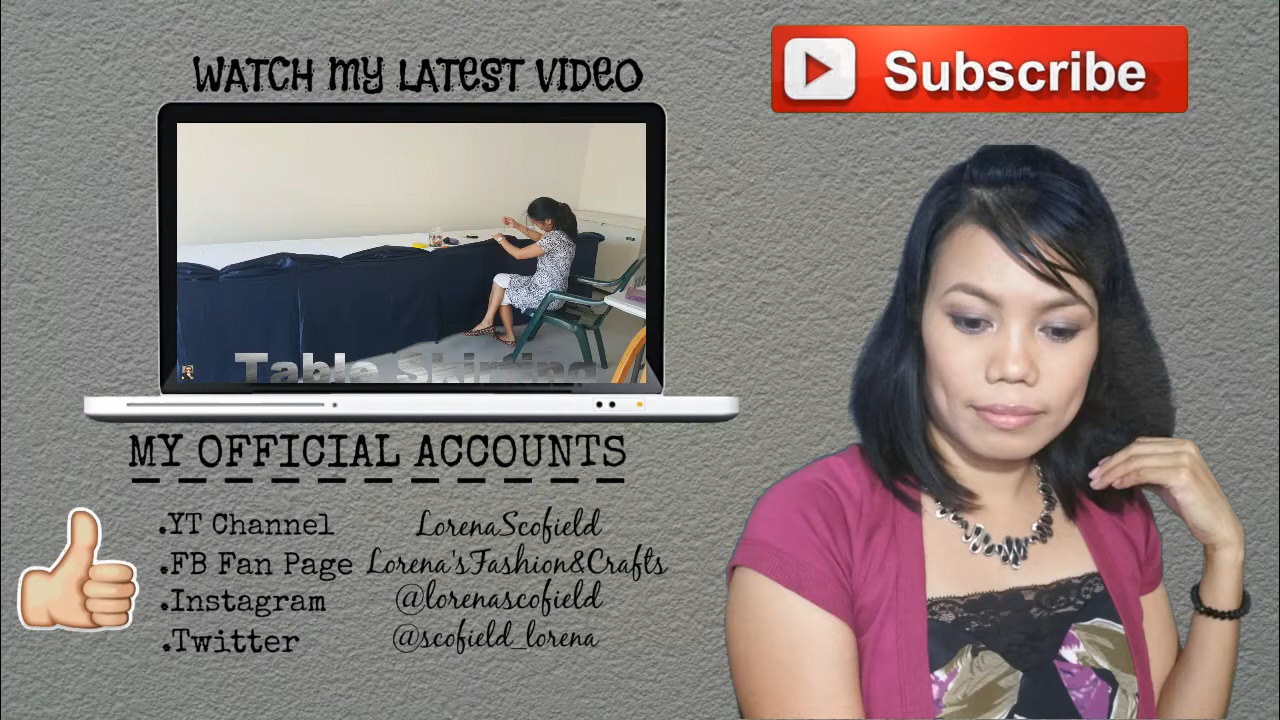 WATCH MY LATEST VIDEO
Subscribe
Table Skirting
MY OFFICIAL ACCOUNTS
.YT Channel LorenaScofield
.FB Fan Page Lorena'sFashion&Crafts
.Instagram @lorenascofield
.Twitter @scofield_lorena